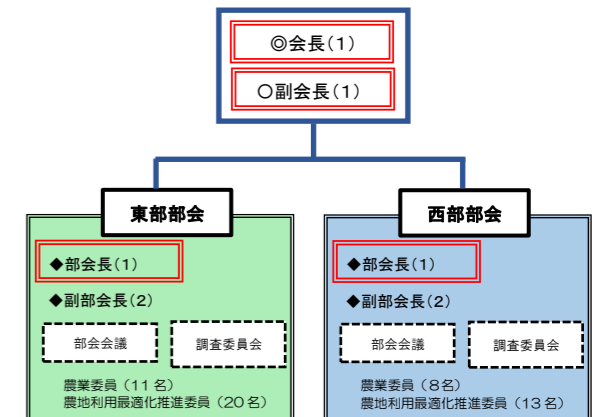 ◎会長(1)
〇副会長(1)
東部部会
◆部会長(1)
◆副部会長(2)
部会会議
調査委員会
農業委員(11名)
農地利用最適化推進委員(20名)
西部部会
◆部会長(1)
◆副部会長(2)
部会会議
調査委員会
農業委員(8名)
農地利用最適化推進委員(13名)